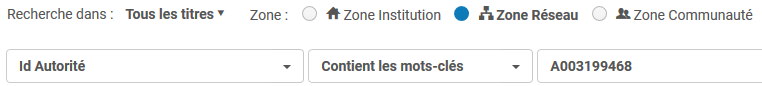 Recherche dans : Tous les titres Zone : Zone Institution Zone Réseau Zone Communauté
Id Autorité Contient les mots-clés A003199468